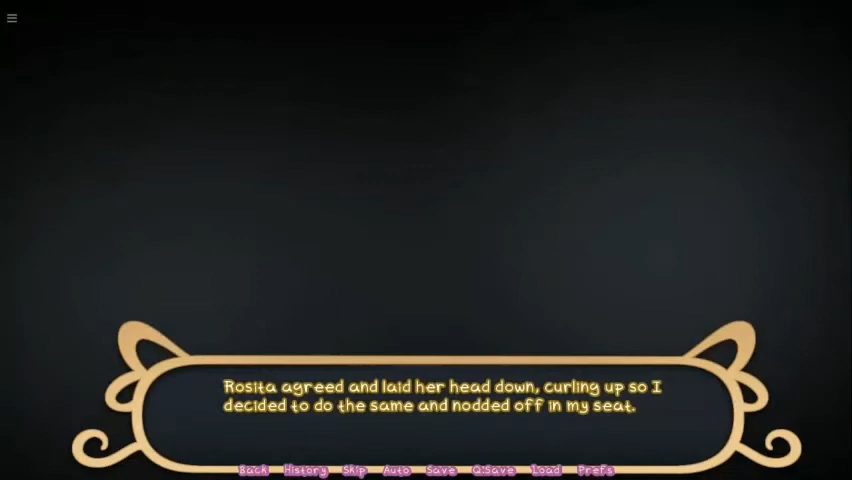 Rosita agreed and laid her head down, curling up so I
decided to do the same and nodded off in my seat.
Back History Skip Auto Save Q.Save Load Prefs